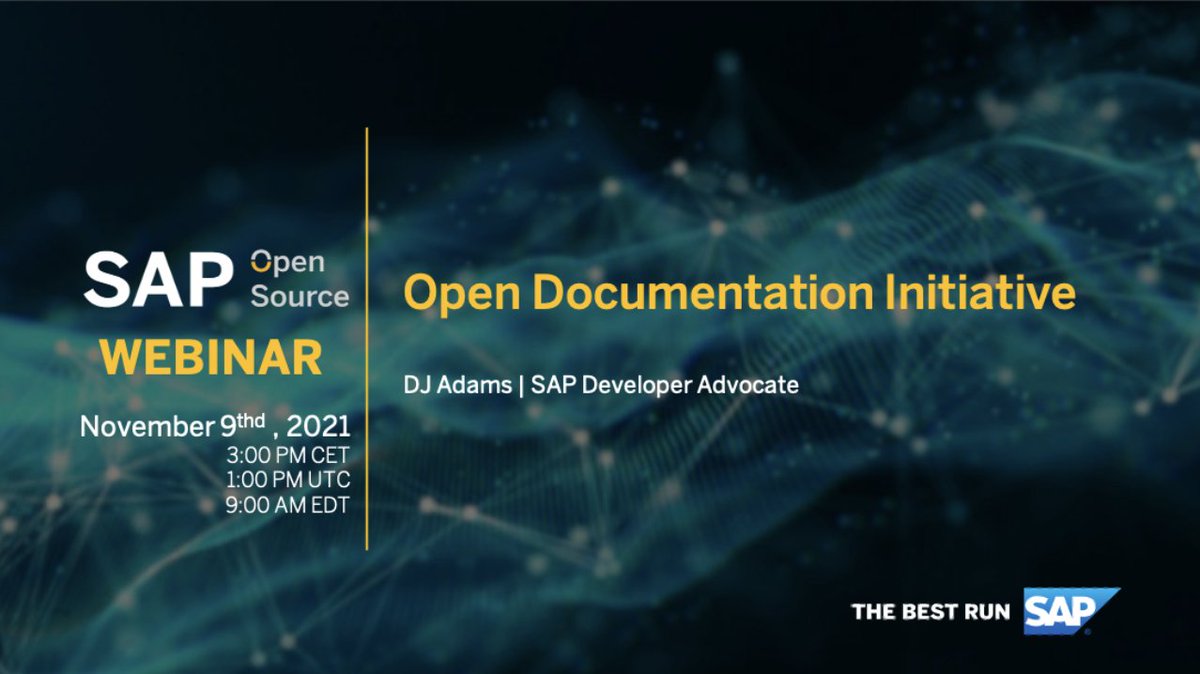 SAP Open Source
WEBINAR
November 9thd , 2021
3:00 PM CET
1:00 PM UTC
9:00 AM EDT
Open Documentation Initiative
DJ Adams | SAP Developer Advocate
THE BEST RUN SAP